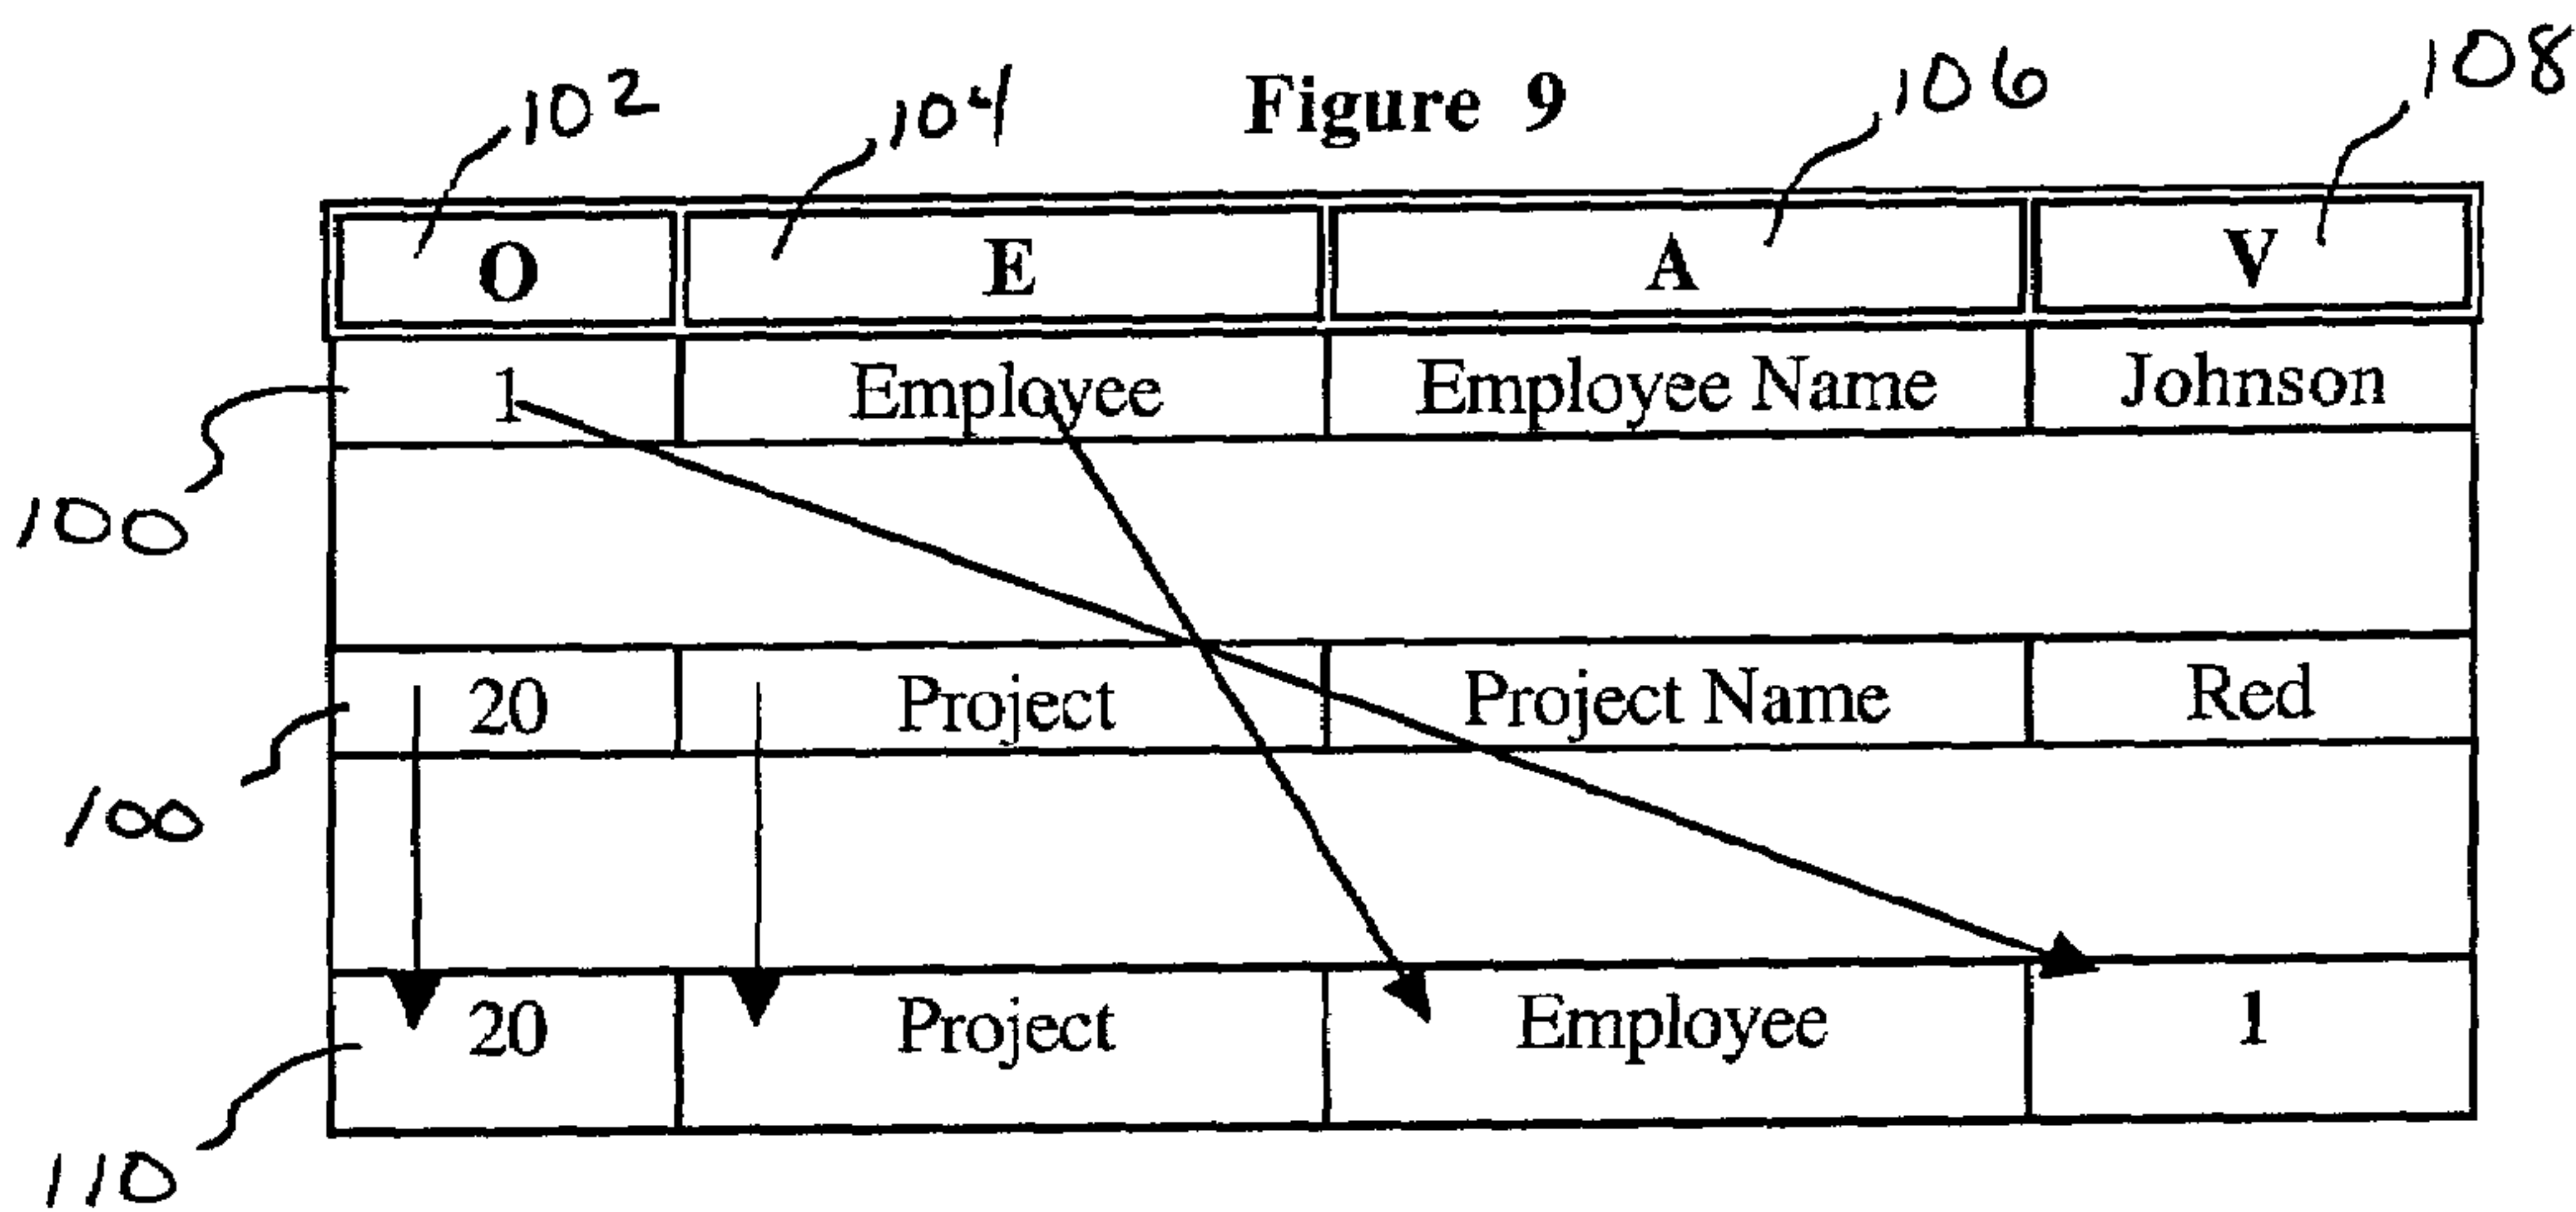 102 104 Figure 9 106 108
O E A V
1 Employee Employee Name Johnson
100
20 Project Project Name Red
100
20 Project Employee 1
110